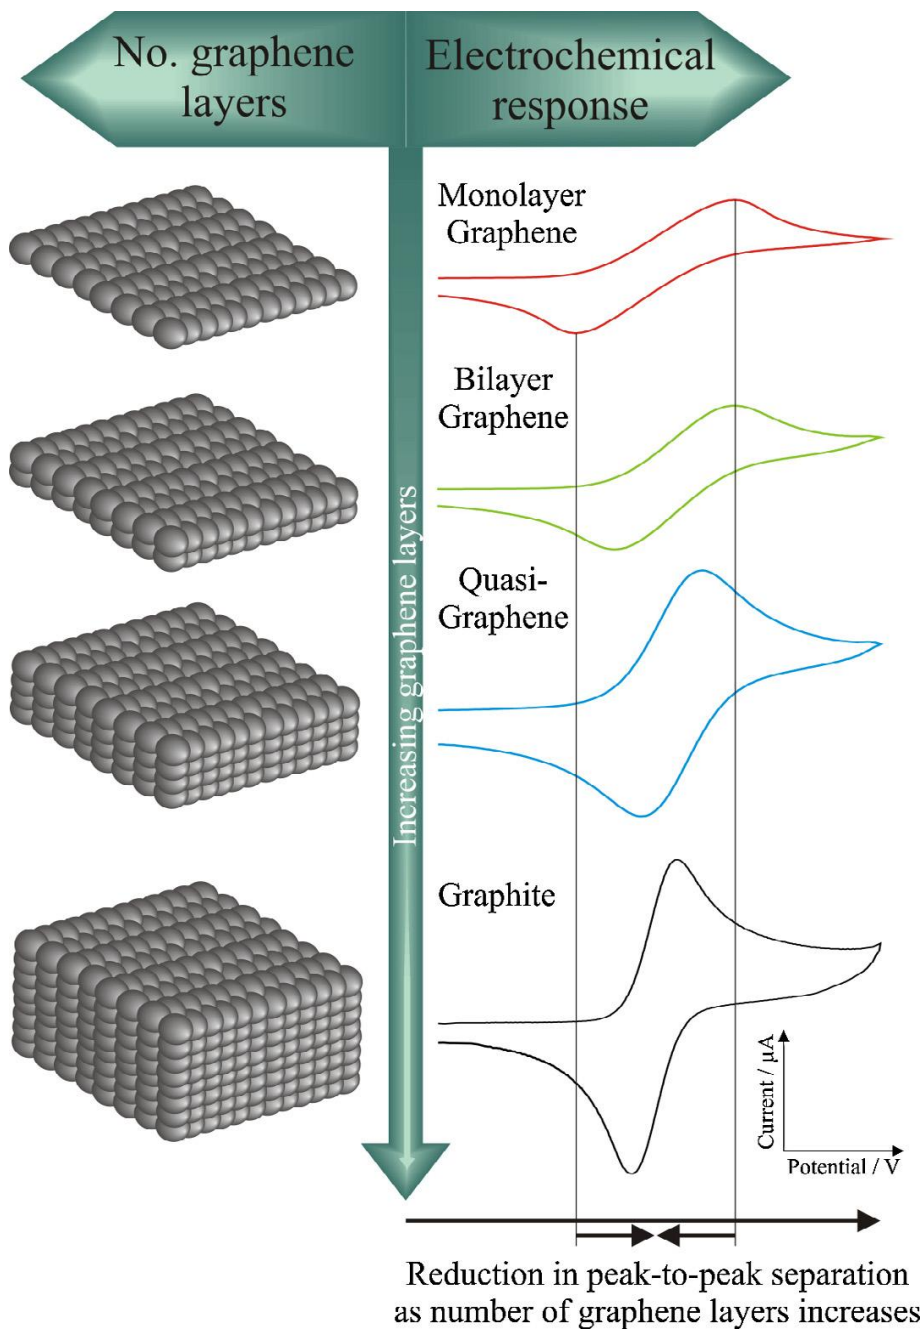 No. graphene
layers
Electrochemical
response
Monolayer
Graphene
Bilayer
Graphene
Quasi-
Graphene
Graphite
Increasing graphene layers
Current / µA
Potential / V
Reduction in peak-to-peak separation
as number of graphene layers increases